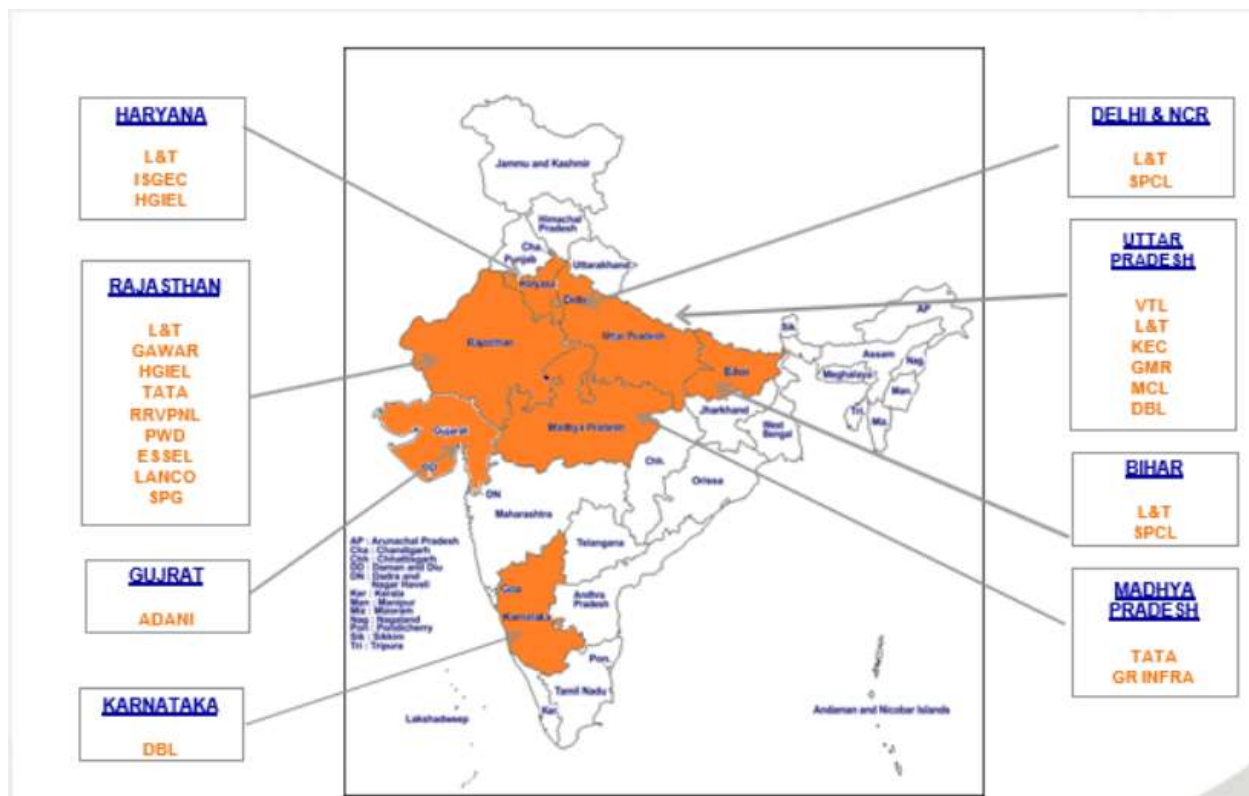 HARYANA
L&T
ISGEC
HGIEL
RAJASTHAN
L&T
GAWAR
HGIEL
TATA
RRVPNL
PWD
ESSEL
LANCO
SPG
GUJRAT
ADANI
KARNATAKA
DBL
Jammu and Kashmir
Himachal
Pradesh
Cha.
Punjab
Uttarakhand
Haryana
Delhi
Rajasthan
Uttar Pradesh
Bihar
Sik.
AP
Assam
Nag.
Meghalaya
Man.
Tri.
Miz.
Jharkhand
West
Bengal
Gujarat
DD
Madhya Pradesh
Chh.
Orissa
DN
Maharashtra
Telangana
AP : Arunachal Pradesh
Cha : Chandigarh
Chh : Chhattisgarh
DD : Daman and Diu
DN : Dadra and
Nagar Haveli
Ker : Kerala
Man : Manipur
Miz : Mizoram
Nag : Nagaland
Pon : Pondicherry
Sik : Sikkim
Tri : Tripura
Goa
Karnataka
Andhra
Pradesh
Pon.
Tamil Nadu
Ker.
Lakshadweep
Andaman and Nicobar Islands
DELHI & NCR
L&T
SPCL
UTTAR
PRADESH
VTL
L&T
KEC
GMR
MCL
DBL
BIHAR
L&T
SPCL
MADHYA
PRADESH
TATA
GR INFRA